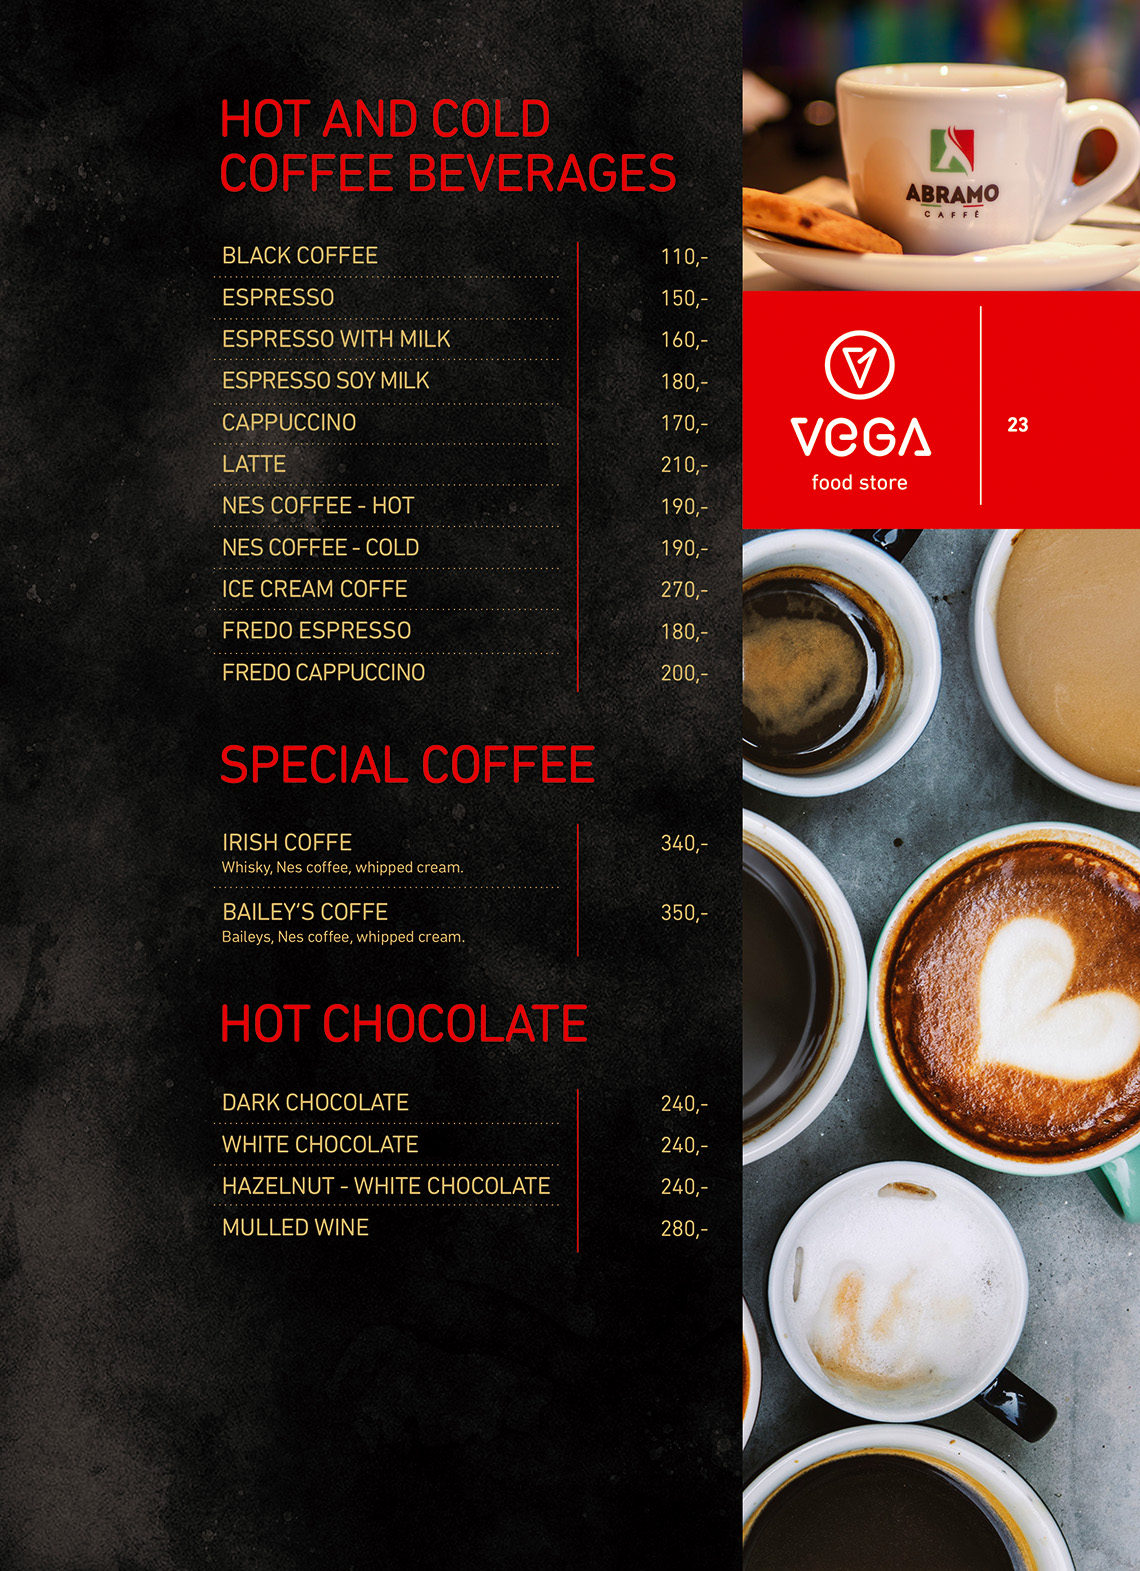 HOT AND COLD
COFFEE BEVERAGES
BLACK COFFEE 110,-
ESPRESSO 150,-
ESPRESSO WITH MILK 160,-
ESPRESSO SOY MILK 180,-
CAPPUCCINO 170,-
LATTE 210,-
NES COFFEE - HOT 190,-
NES COFFEE - COLD 190,-
ICE CREAM COFFE 270,-
FREDO ESPRESSO 180,-
FREDO CAPPUCCINO 200,-
SPECIAL COFFEE
IRISH COFFE 340,-
Whisky, Nes coffee, whipped cream.
BAILEY'S COFFE 350,-
Baileys, Nes coffee, whipped cream.
HOT CHOCOLATE
DARK CHOCOLATE 240,-
WHITE CHOCOLATE 240,-
HAZELNUT - WHITE CHOCOLATE 240,-
MULLED WINE 280,-
ABRAMO
CAFFÈ
VEGA
food store
23